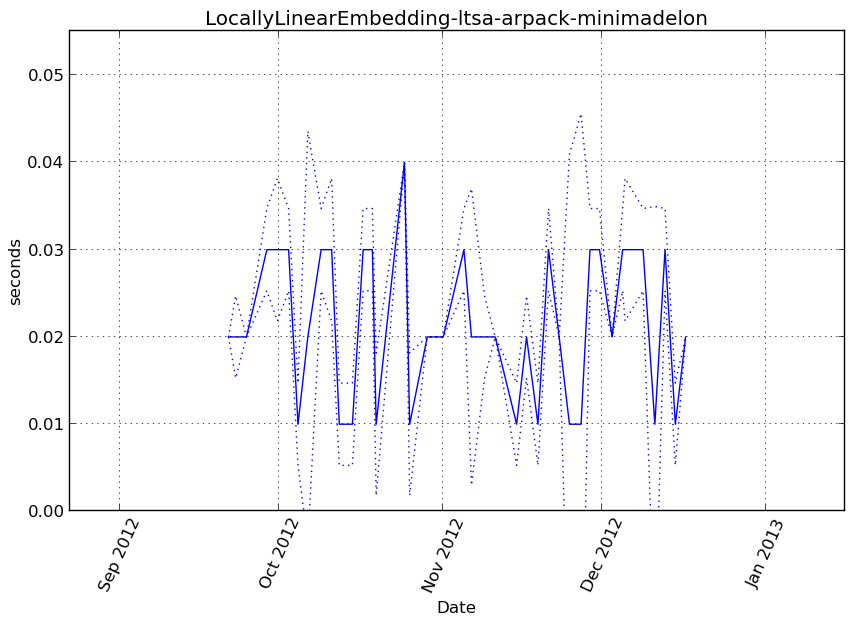 LocallyLinearEmbedding-ltsa-arpack-minimadelon
0.05
0.04
0.03
0.02
0.01
0.00
seconds
Sep 2012
Oct 2012
Nov 2012
Dec 2012
Jan 2013
Date